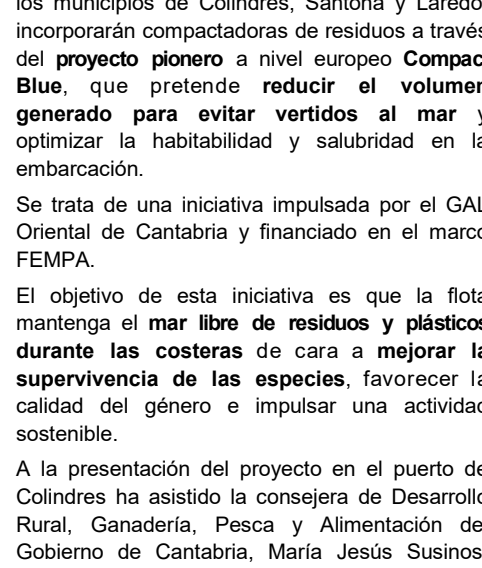 los municipios de Colindres, Santoña y Laredo
incorporarán compactadoras de residuos a través
del proyecto pionero a nivel europeo Compac
Blue, que pretende reducir el volumen
generado para evitar vertidos al mar y
optimizar la habitabilidad y salubridad en la
embarcación.
Se trata de una iniciativa impulsada por el GAL
Oriental de Cantabria y financiado en el marco
FEMPA.
El objetivo de esta iniciativa es que la flota
mantenga el mar libre de residuos y plásticos
durante las costeras de cara a mejorar la
supervivencia de las especies, favorecer la
calidad del género e impulsar una actividad
sostenible.
A la presentación del proyecto en el puerto de
Colindres ha asistido la consejera de Desarrollo
Rural, Ganadería, Pesca y Alimentación de
Gobierno de Cantabria, María Jesús Susinos